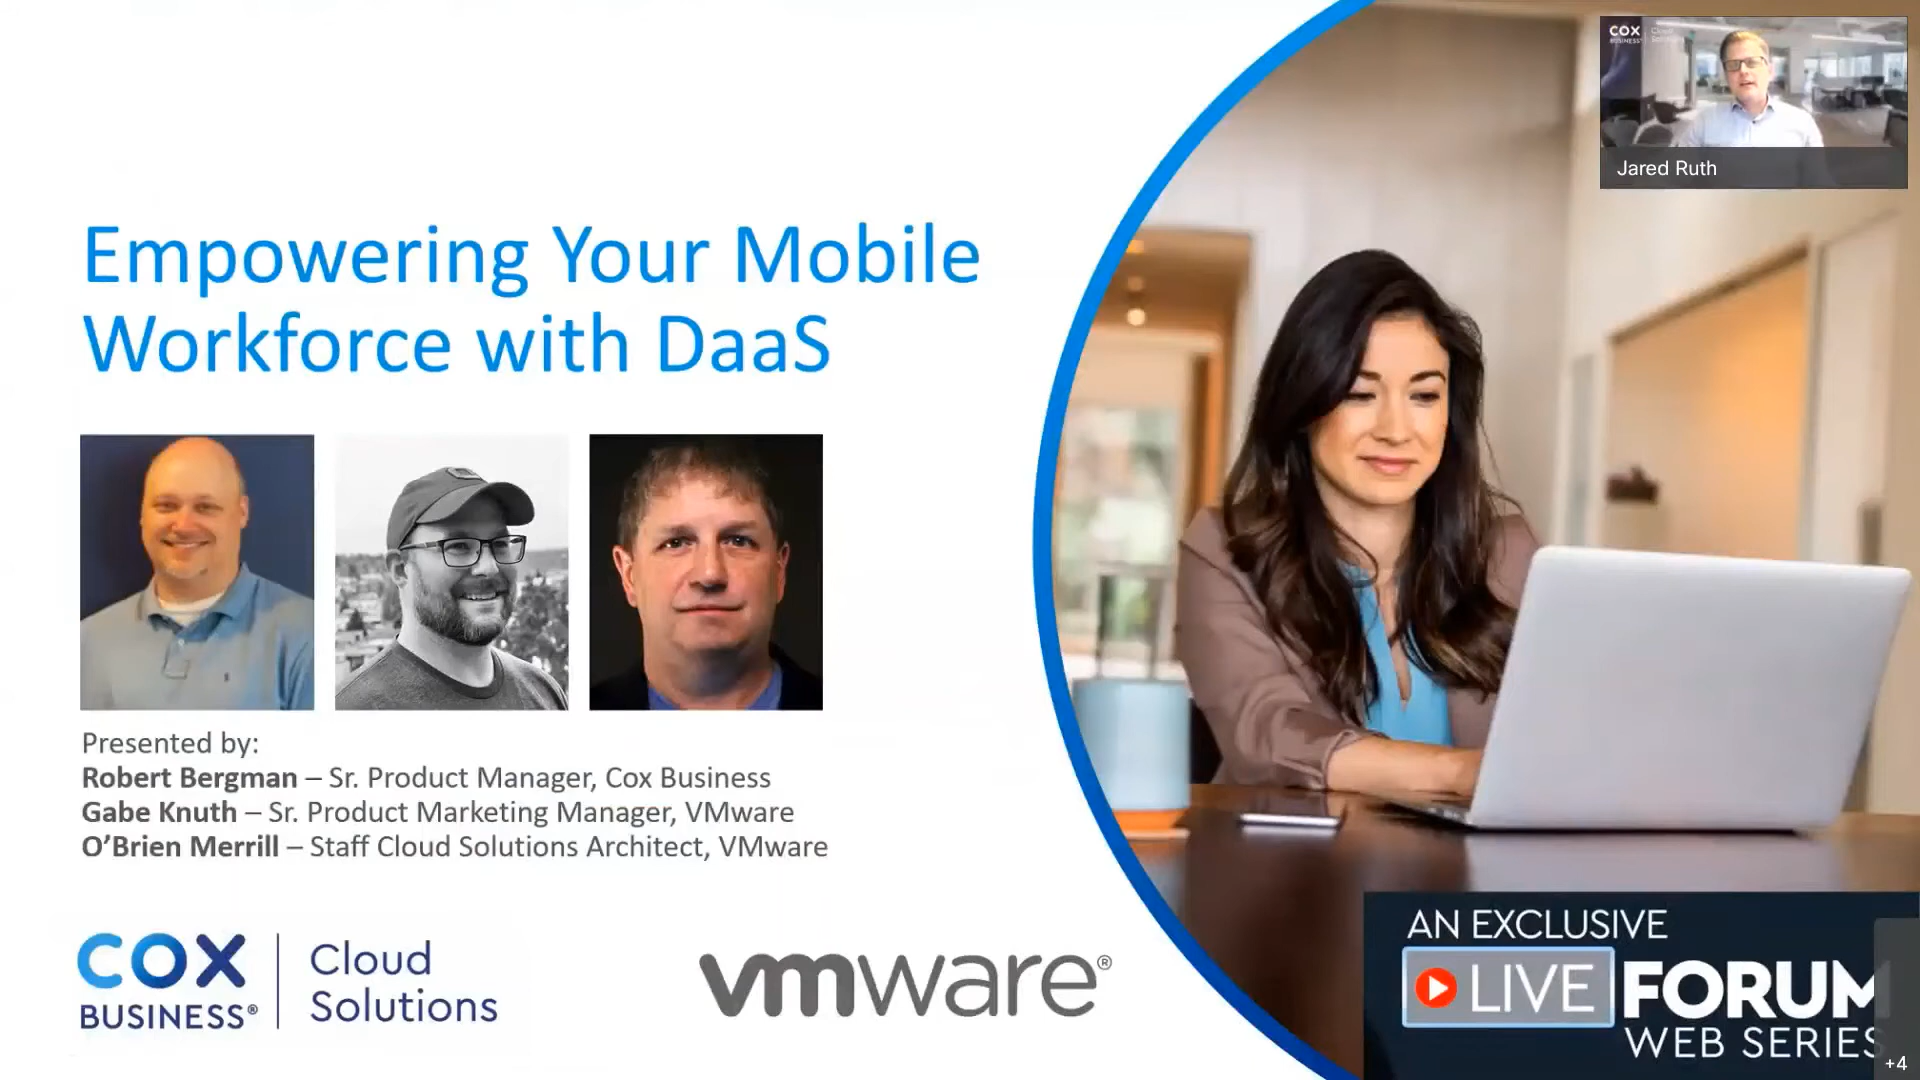 COX
BUSINESS
Jared Ruth
Empowering Your Mobile
Workforce with DaaS
Presented by:
Robert Bergman – Sr. Product Manager, Cox Business
Gabe Knuth – Sr. Product Marketing Manager, VMware
O’Brien Merrill – Staff Cloud Solutions Architect, VMware
COX
BUSINESS®
Cloud
Solutions
vmware®
AN EXCLUSIVE
LIVE FORUM
WEB SERIES
+4